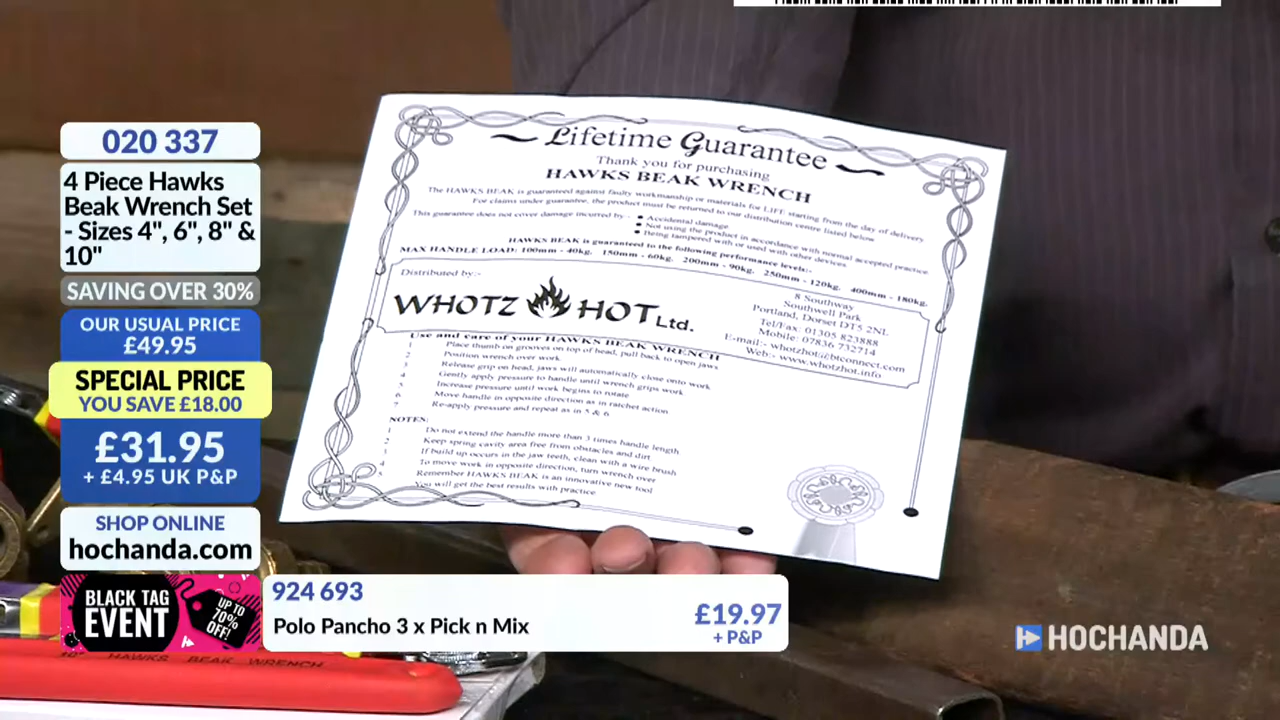 020 337
4 Piece Hawks
Beak Wrench Set
- Sizes 4", 6", 8" &
10"
SAVING OVER 30%
OUR USUAL PRICE
£49.95
SPECIAL PRICE
YOU SAVE £18.00
£31.95
+ £4.95 UK P&P
SHOP ONLINE
hochanda.com
BLACK TAG
EVENT
UP TO
70%
OFF!
924 693
Polo Pancho 3 x Pick n Mix
£19.97
+ P&P
HOCHANDA
Lifetime Guarantee
Thank you for purchasing
HAWKS BEAK WRENCH
The HAWKS BEAK is guaranteed against faulty workmanship or materials for LIFE starting from the day of delivery
For claims under guarantee, the product must be returned to our distribution centre listed below
This guarantee does not cover damage incurred by :-
• Accidental damage.
• Not using the product in accordance with normal accepted practice
• Being tampered with or used with other devices
HAWKS BEAK is guaranteed to the following performance levels:-
MAX HANDLE LOAD: 100mm - 40kg. 150mm - 60kg. 200mm - 90kg. 250mm - 120kg. 400mm - 180kg.
Distributed by:-
WHOTZ HOT Ltd.
8 Southway
Southwell Park
Portland, Dorset DT5 2NL
Tel/Fax: 01305 823888
Mobile: 07836 732714
E-mail:- whotzhot@btconnect.com
Web:- www.whotzhot.info
Use and care of your HAWKS BEAK WRENCH
1 Place thumb on grooves on top of head, pull back to open jaws
2 Position wrench over work
3 Release grip on head, jaws will automatically close onto work
4 Gently apply pressure to handle until wrench grips work
5 Increase pressure until work begins to rotate
6 Move handle in opposite direction as in ratchet action
7 Re-apply pressure and repeat as in 5 & 6
NOTES:
1 Do not extend the handle more than 3 times handle length
2 Keep spring cavity area free from obstacles and dirt
3 If build up occurs in the jaw teeth, clean with a wire brush
4 To move work in opposite direction, turn wrench over
5 Remember HAWKS BEAK is an innovative new tool
You will get the best results with practice
10" HAWKS BEAK WRENCH